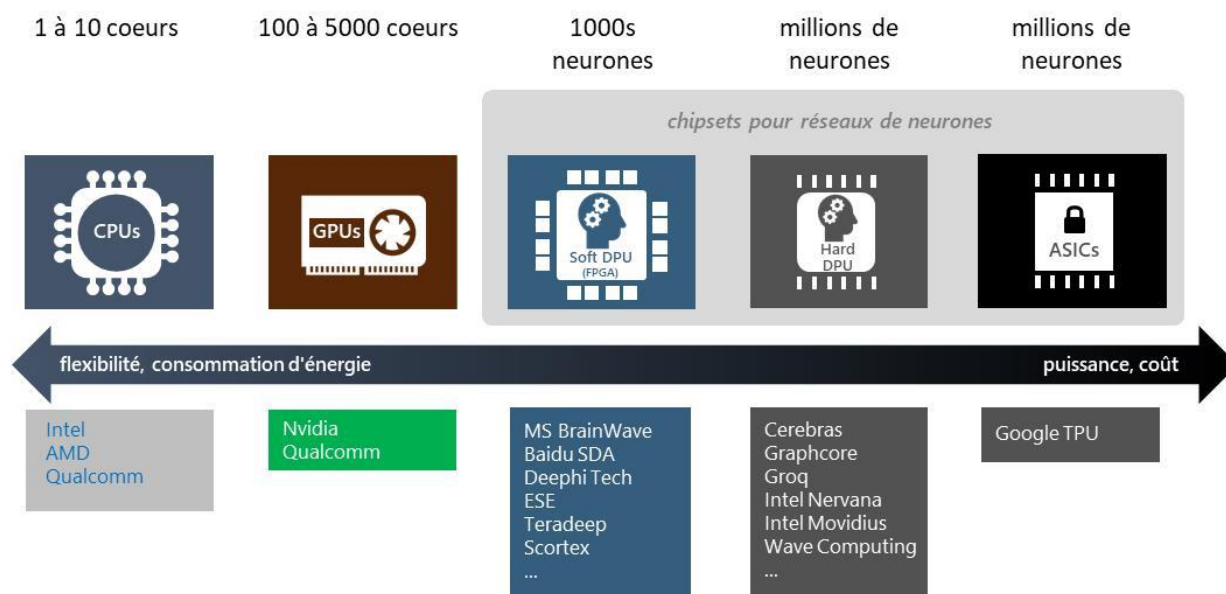 1 à 10 coeurs
100 à 5000 coeurs
1000s
neurones
millions de
neurones
millions de
neurones
chipsets pour réseaux de neurones
CPUs
GPUs
Soft DPU
(FPGA)
Hard
DPU
ASICs
flexibilité, consommation d'énergie
puissance, coût
Intel
AMD
Qualcomm
Nvidia
Qualcomm
MS BrainWave
Baidu SDA
Deephi Tech
ESE
Teradeep
Scortex
...
Cerebras
Graphcore
Groq
Intel Nervana
Intel Movidius
Wave Computing
...
Google TPU